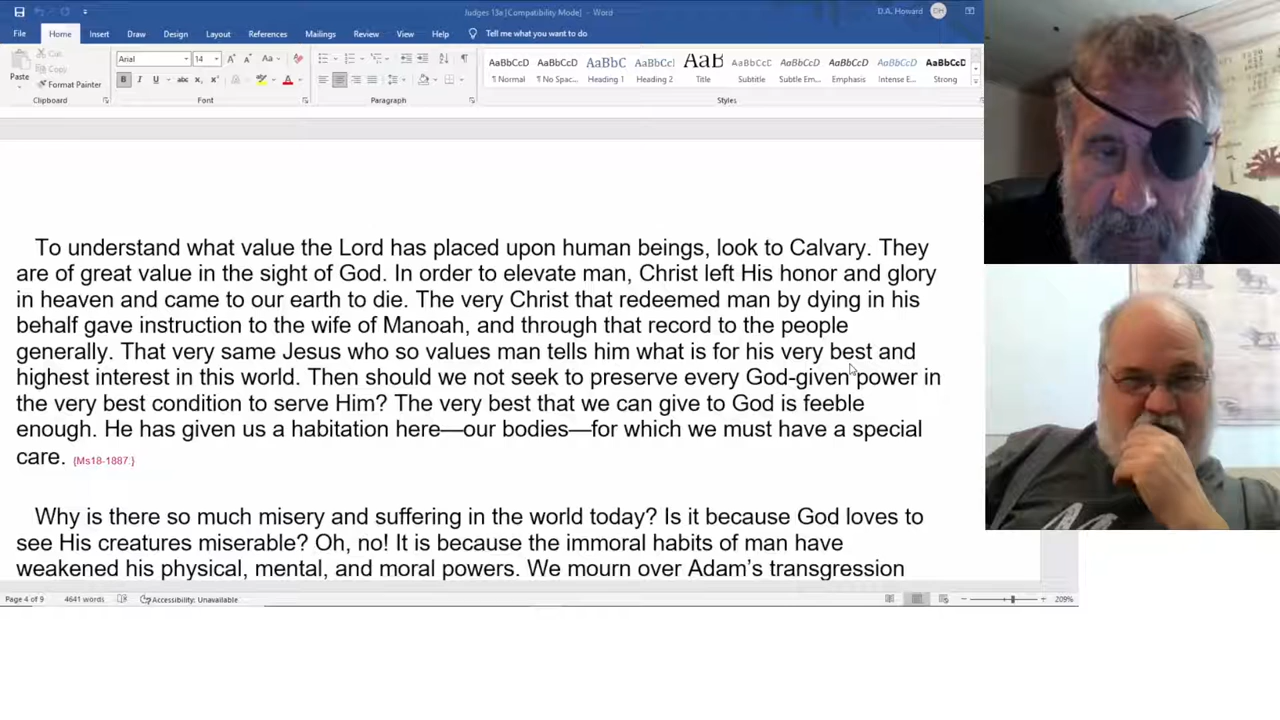 Judges 13a [Compatibility Mode] - Word
D.A. Howard
DH
File Home Insert Draw Design Layout References Mailings Review View Help Tell me what you want to do
Paste
Cut
Copy
Format Painter
Clipboard
Arial 14
Font
Paragraph
AaBbCcD AaBbCcD AaBbC AaBbCcI AaB AaBbCcD AaBbCcD AaBbCcD AaBbCcD AaBbCcD
¶ Normal ¶ No Spac... Heading 1 Heading 2 Title Subtitle Subtle Em... Emphasis Intense E... Strong
Styles
To understand what value the Lord has placed upon human beings, look to Calvary. They
are of great value in the sight of God. In order to elevate man, Christ left His honor and glory
in heaven and came to our earth to die. The very Christ that redeemed man by dying in his
behalf gave instruction to the wife of Manoah, and through that record to the people
generally. That very same Jesus who so values man tells him what is for his very best and
highest interest in this world. Then should we not seek to preserve every God-given power in
the very best condition to serve Him? The very best that we can give to God is feeble
enough. He has given us a habitation here—our bodies—for which we must have a special
care. {Ms18-1887.}
Why is there so much misery and suffering in the world today? Is it because God loves to
see His creatures miserable? Oh, no! It is because the immoral habits of man have
weakened his physical, mental, and moral powers. We mourn over Adam's transgression
Page 4 of 9 4641 words Accessibility: Unavailable 209%